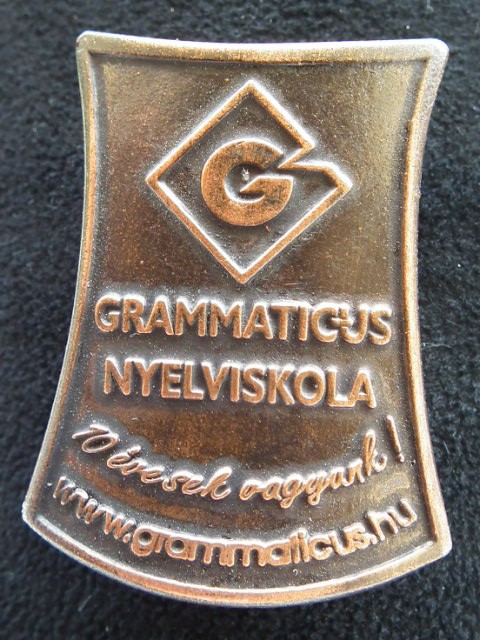 G
GRAMMATICUS
NYELVISKOLA
10 évesek vagyunk!
www.grammaticus.hu